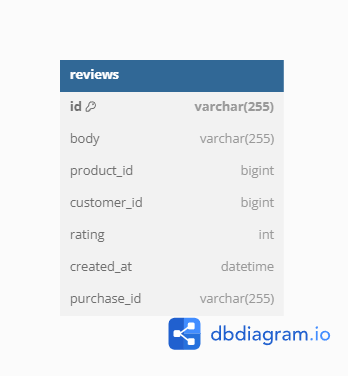 reviews
id varchar(255)
body varchar(255)
product_id bigint
customer_id bigint
rating int
created_at datetime
purchase_id varchar(255)
dbdiagram.io